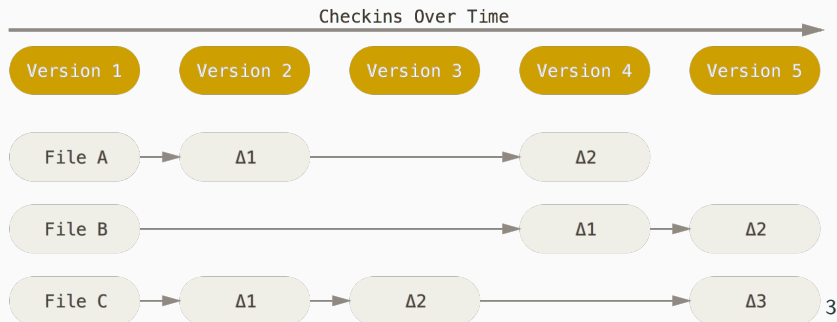 Checkins Over Time
Version 1 Version 2 Version 3 Version 4 Version 5
File A Δ1 Δ2
File B Δ1 Δ2
File C Δ1 Δ2 Δ3
3